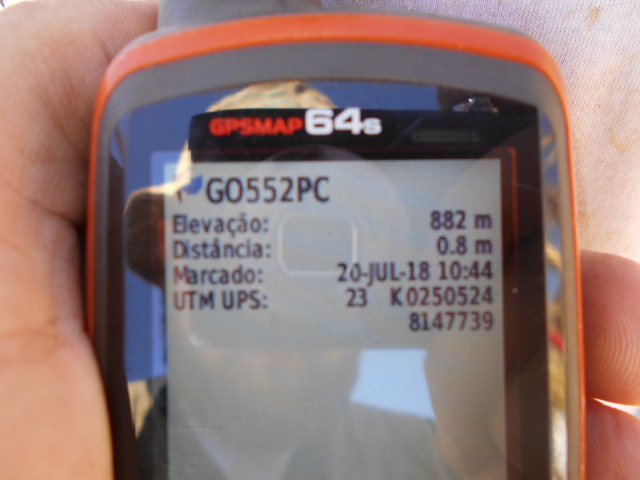 GPSMAP 64s
GO552PC
Elevação: 882 m
Distância: 0.8 m
Marcado: 20-JUL-18 10:44
UTM UPS: 23 K 0250524
8147739